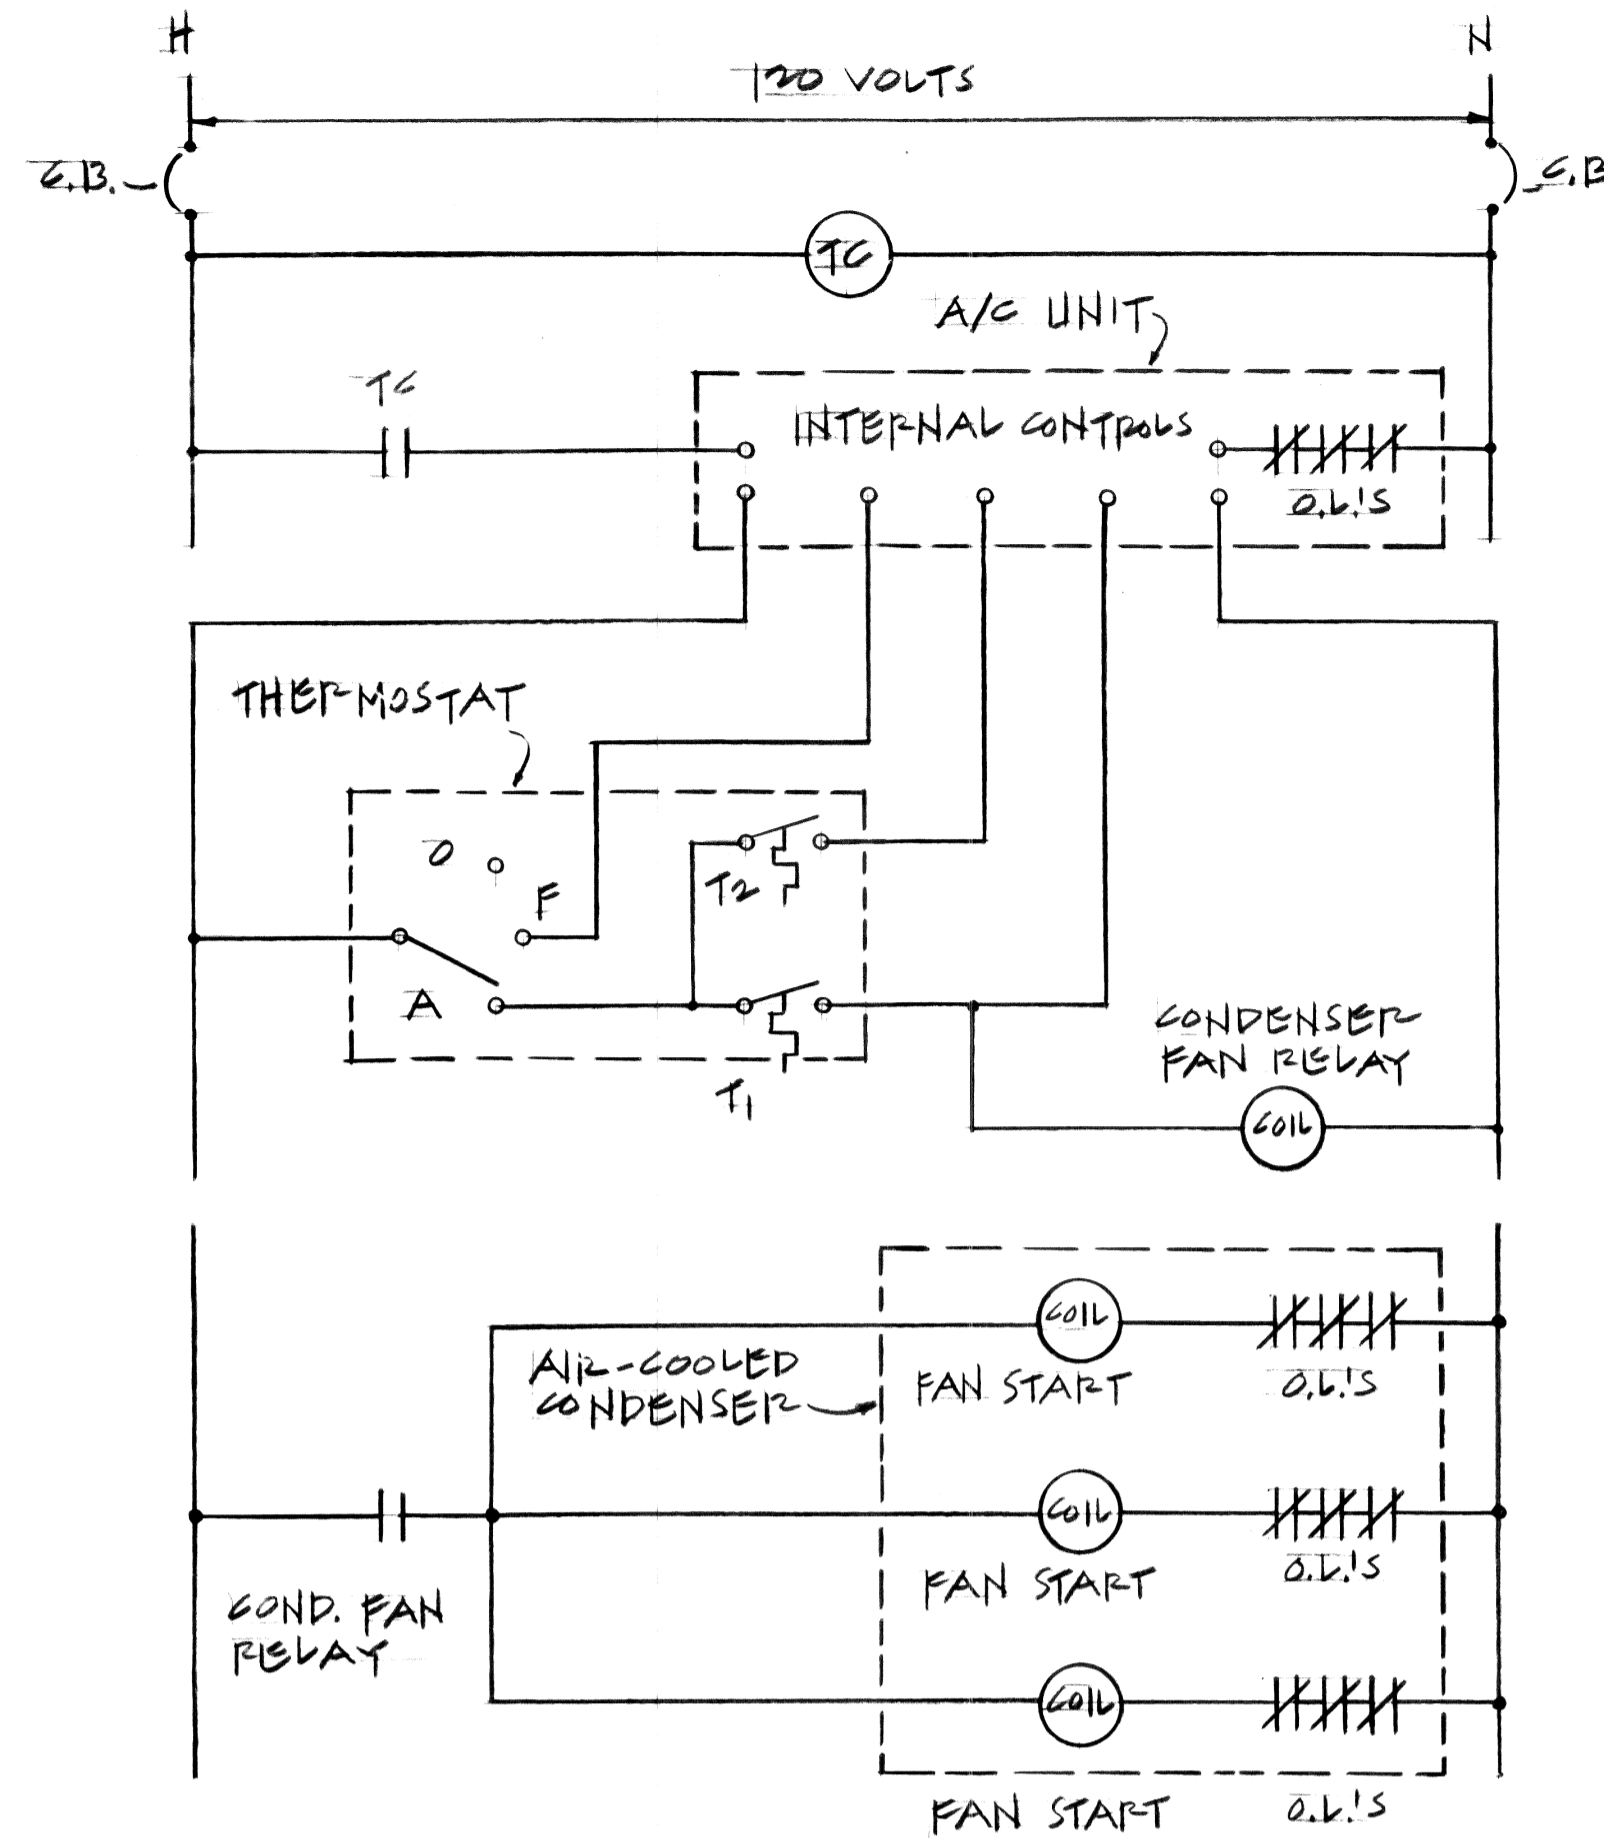 H
N
120 VOLTS
C.B.
C.B
TC
A/C UNIT
TC
INTERNAL CONTROLS
O.L.'S
THERMOSTAT
O
F
T2
A
T1
CONDENSER
FAN RELAY
COIL
COIL
AIR-COOLED
CONDENSER
FAN START
O.L.'S
COIL
FAN START
O.L.'S
COND. FAN
RELAY
COIL
FAN START
O.L.'S